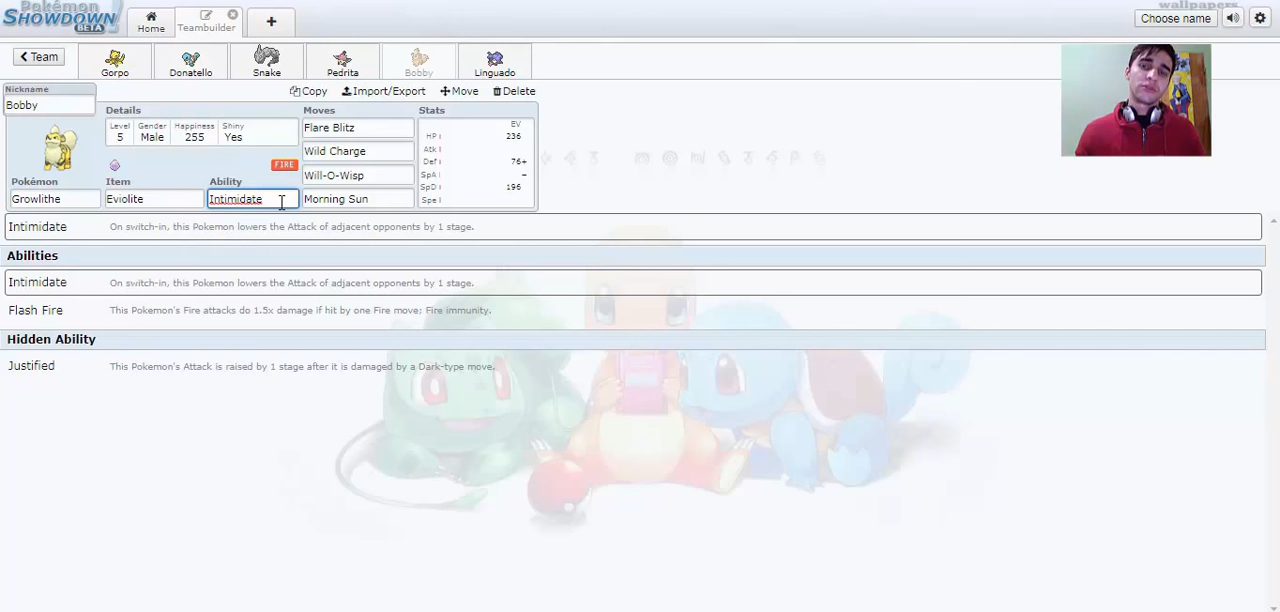 Pokémon
SHOWDOWN
BETA
Home
Teambuilder
+
wallpapers
Choose name
Team
Gorpo
Donatello
Snake
Pedrita
Bobby
Linguado
Nickname
Bobby
Copy
Import/Export
Move
Delete
Details
Moves
Stats
Level
Gender
Happiness
Shiny
5
Male
255
Yes
Flare Blitz
Wild Charge
Will-O-Wisp
Morning Sun
EV
HP 236
Atk
Def 76+
SpA –
SpD 196
Spe
FIRE
Pokémon
Item
Ability
Growlithe
Eviolite
Intimidate
Intimidate On switch-in, this Pokemon lowers the Attack of adjacent opponents by 1 stage.
Abilities
Intimidate On switch-in, this Pokemon lowers the Attack of adjacent opponents by 1 stage.
Flash Fire This Pokemon's Fire attacks do 1.5x damage if hit by one Fire move; Fire immunity.
Hidden Ability
Justified This Pokemon's Attack is raised by 1 stage after it is damaged by a Dark-type move.